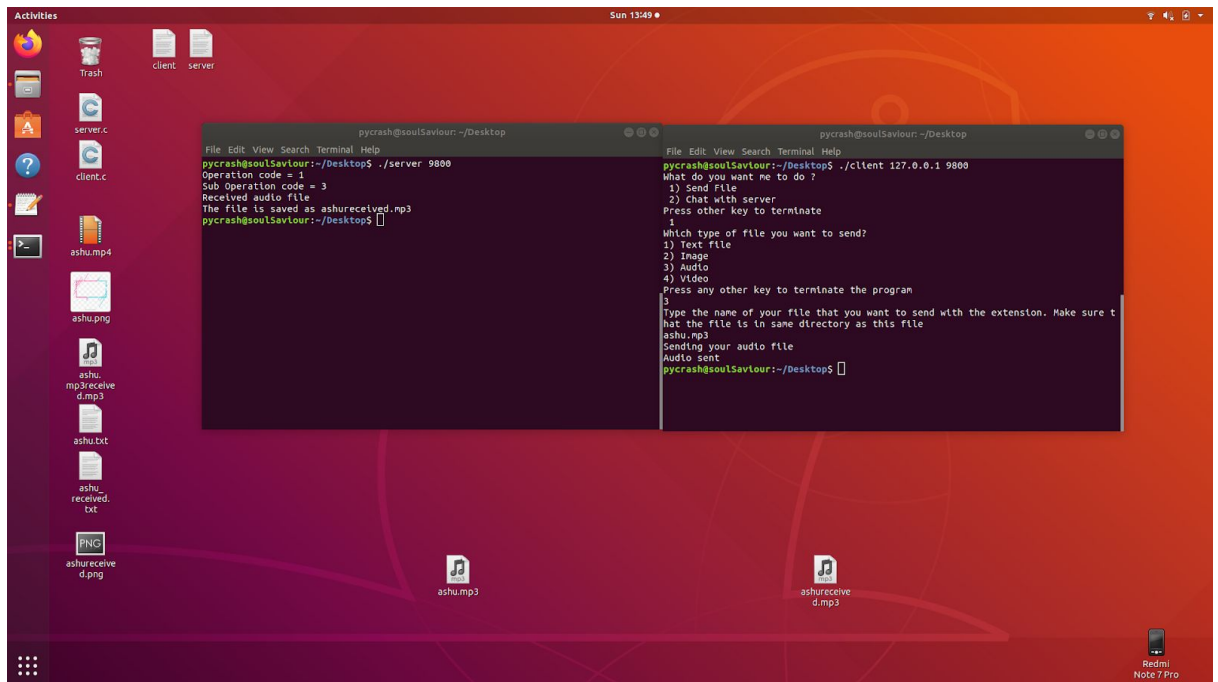 Activities
Sun 13:49
Trash
client
server
server.c
client.c
ashu.mp4
ashu.png
mp3
ashu.
mp3receive
d.mp3
ashu.txt
ashu_
received.
txt
PNG
ashureceive
d.png
pycrash@soulSaviour: ~/Desktop
File Edit View Search Terminal Help
pycrash@soulSaviour:~/Desktop$ ./server 9800
Operation code = 1
Sub Operation code = 3
Received audio file
The file is saved as ashureceived.mp3
pycrash@soulSaviour:~/Desktop$
pycrash@soulSaviour: ~/Desktop
File Edit View Search Terminal Help
pycrash@soulSaviour:~/Desktop$ ./client 127.0.0.1 9800
What do you want me to do ?
1) Send File
2) Chat with server
Press other key to terminate
1
Which type of file you want to send?
1) Text file
2) Image
3) Audio
4) Video
Press any other key to terminate the program
3
Type the name of your file that you want to send with the extension. Make sure t
hat the file is in same directory as this file
ashu.mp3
Sending your audio file
Audio sent
pycrash@soulSaviour:~/Desktop$
mp3
ashu.mp3
mp3
ashureceive
d.mp3
Redmi
Note 7 Pro